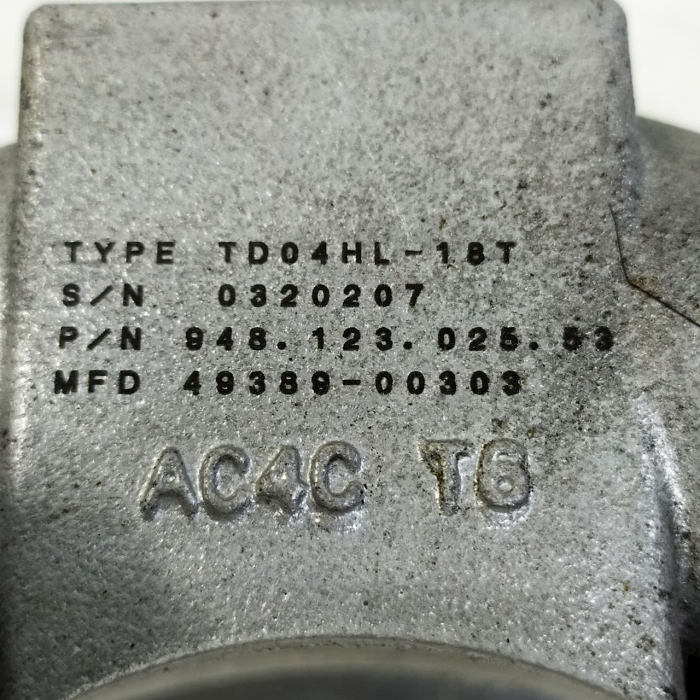 TYPE TD04HL-18T
S/N 0320207
P/N 948.123.025.53
MFD 49389-00303
AC4C T6